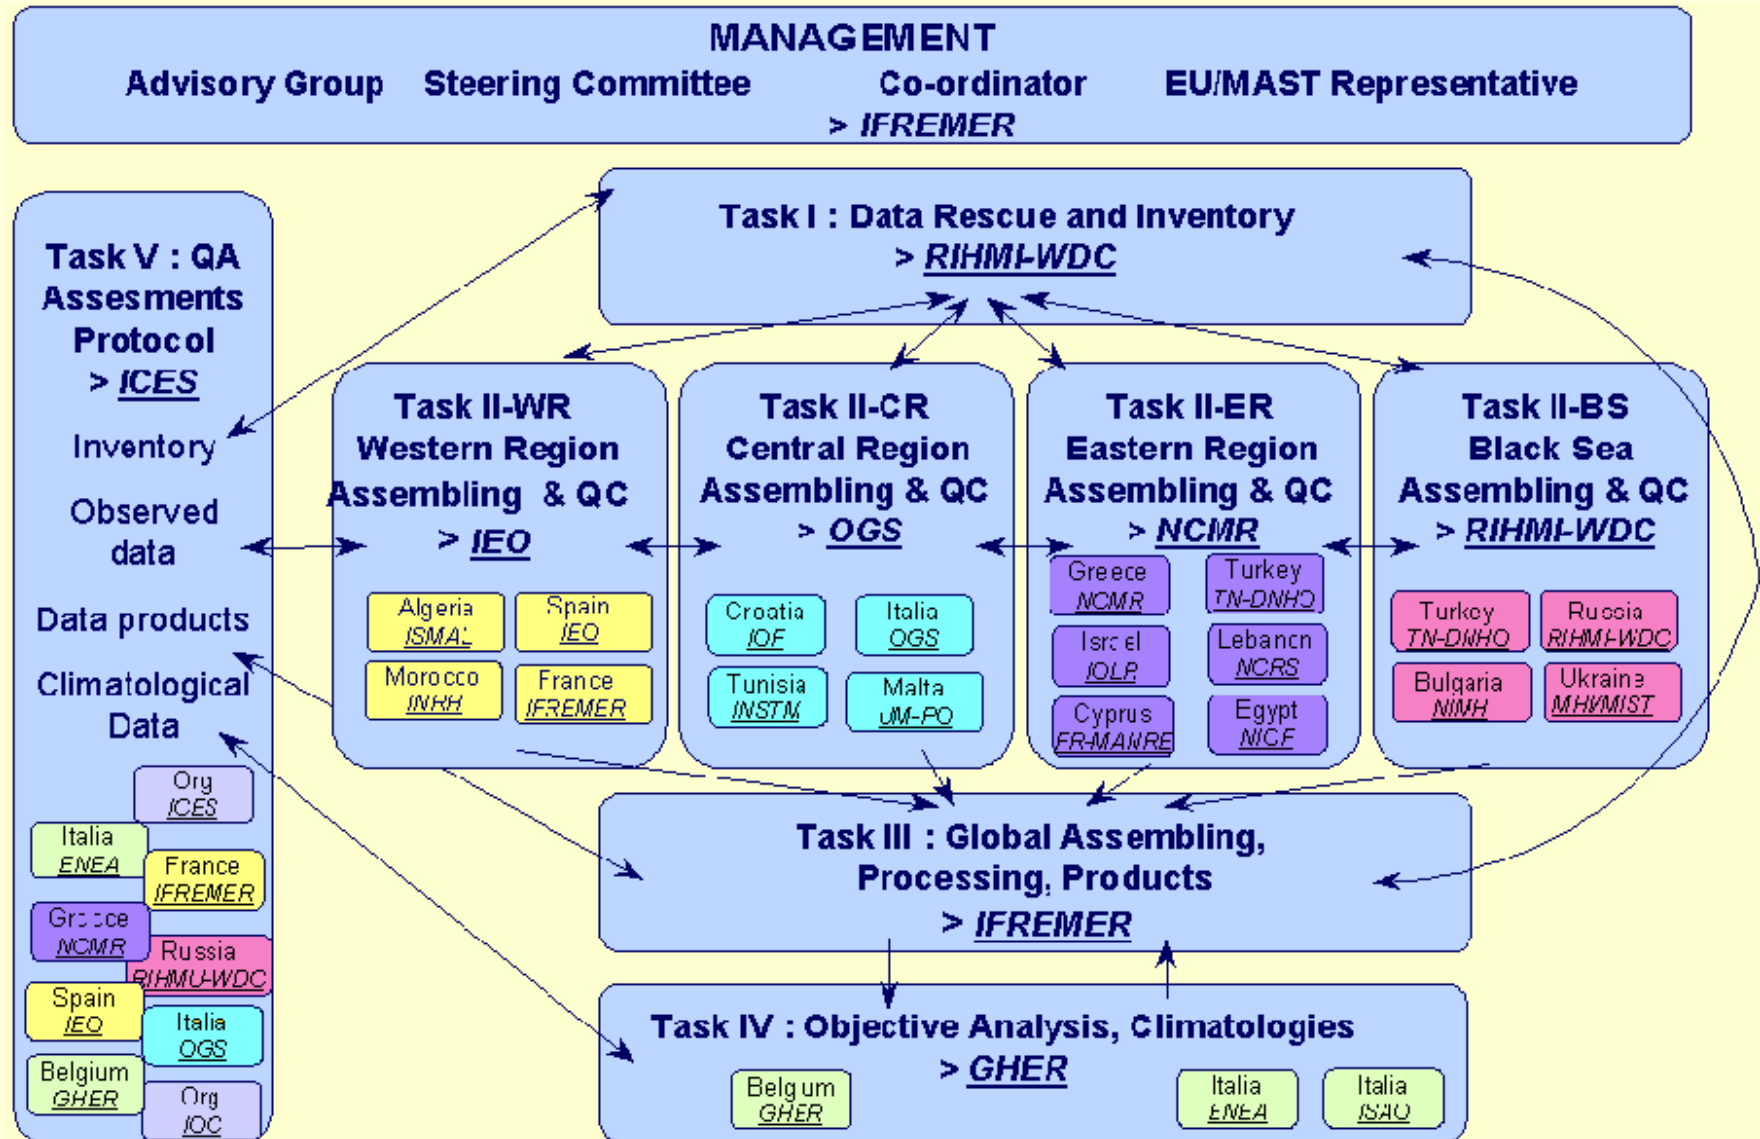 MANAGEMENT
Advisory Group Steering Committee Co-ordinator EU/MAST Representative
> IFREMER
Task I : Data Rescue and Inventory
> RIHMI-WDC
Task V : QA
Assesments
Protocol
> ICES
Inventory
Observed
data
Data products
Climatological
Data
Org
ICES
Italia
ENEA
France
IFREMER
Greece
NCMR
Russia
RIHMU-WDC
Spain
IEO
Italia
OGS
Belgium
GHER
Org
IOC
Task II-WR
Western Region
Assembling & QC
> IEO
Algeria
ISMAL
Spain
IEO
Morocco
INRH
France
IFREMER
Task II-CR
Central Region
Assembling & QC
> OGS
Croatia
IOF
Italia
OGS
Tunisia
INSTM
Malta
UM-PO
Task II-ER
Eastern Region
Assembling & QC
> NCMR
Greece
NCMR
Turkey
TN-DNHO
Israel
IOLR
Lebanon
NCRS
Cyprus
FR-MANRE
Egypt
Task II-BS
Black Sea
Assembling & QC
> RIHMI-WDC
Turkey
TN-DNHO
Russia
RIHMI-WDC
Bulgaria
NIMH
Ukraine
Task III : Global Assembling,
Processing, Products
> IFREMER
Task IV : Objective Analysis, Climatologies
> GHER
Belgum
GHER
Italia
ENEA
Italia
ISAO